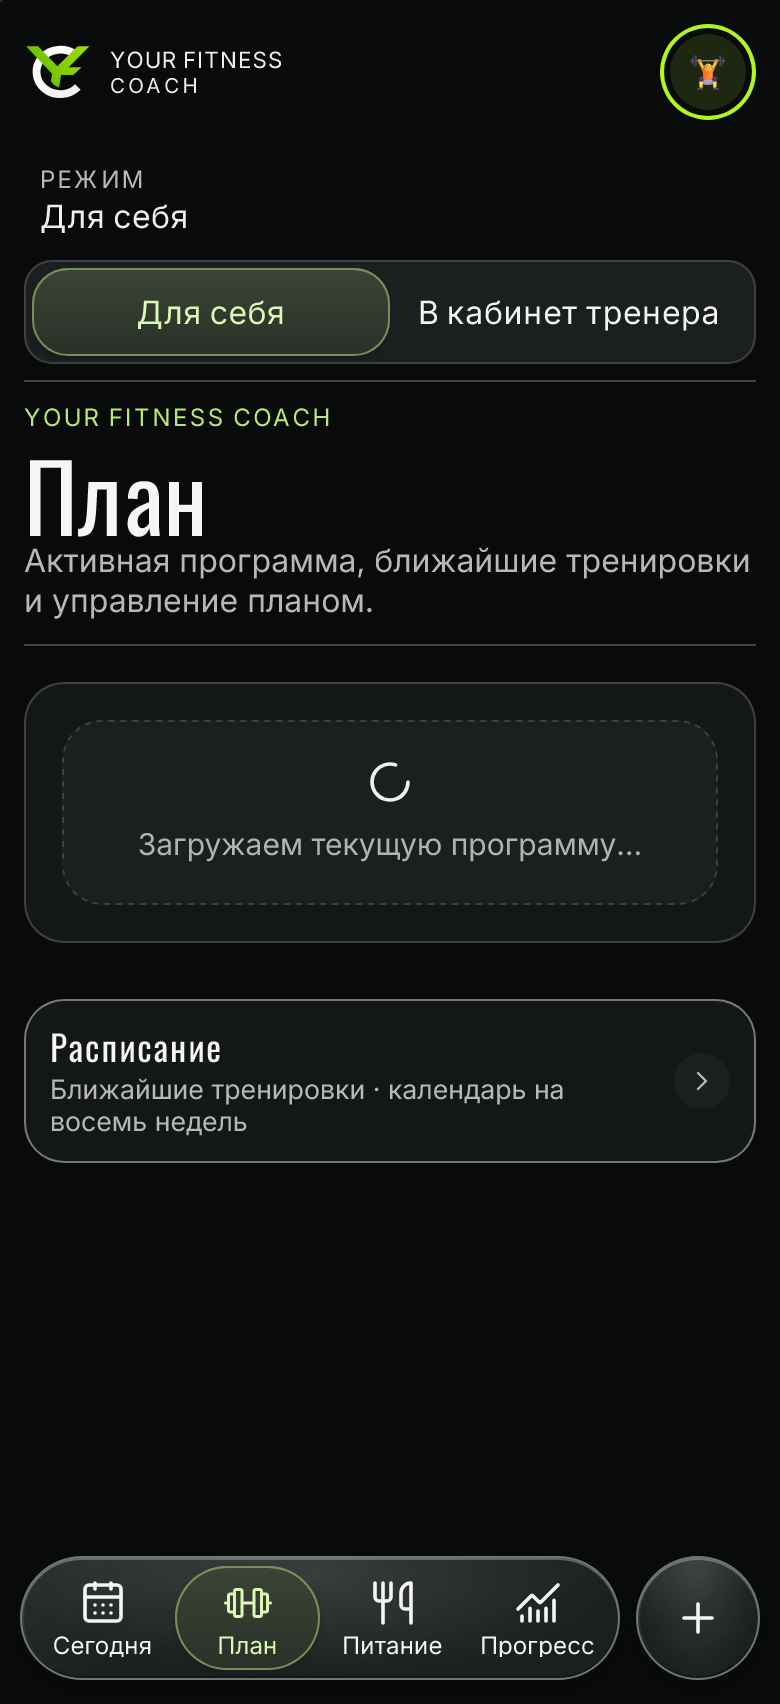 YOUR FITNESS
COACH
РЕЖИМ
Для себя
Для себя
В кабинет тренера
YOUR FITNESS COACH
План
Активная программа, ближайшие тренировки
и управление планом.
Загружаем текущую программу...
Расписание
Ближайшие тренировки · календарь на
восемь недель
Сегодня
План
Питание
Прогресс